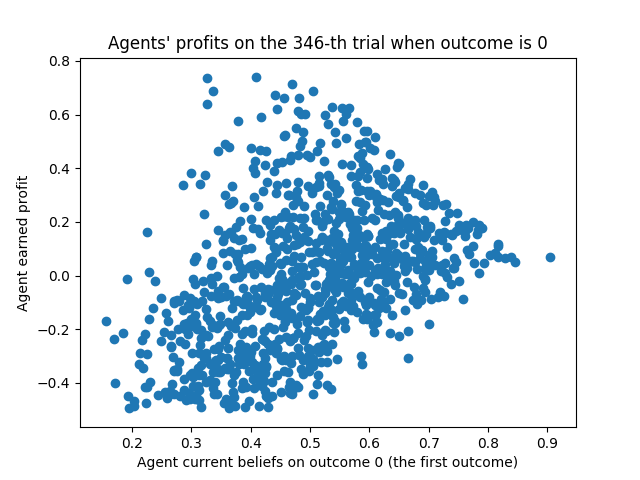 Agents' profits on the 346-th trial when outcome is 0
0.8
0.6
0.4
0.2
0.0
−0.2
−0.4
Agent earned profit
0.2 0.3 0.4 0.5 0.6 0.7 0.8 0.9
Agent current beliefs on outcome 0 (the first outcome)